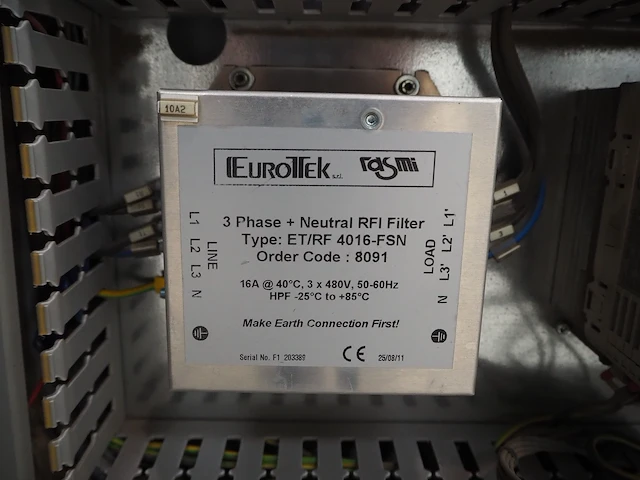 10A2
EUROTEK s.r.l. rasmi
3 Phase + Neutral RFI Filter
Type: ET/RF 4016-FSN
Order Code : 8091
16A @ 40°C, 3 x 480V, 50-60Hz
HPF -25°C to +85°C
Make Earth Connection First!
Serial No. F1_203389 CE 25/08/11
L1 L2 L3 N
LINE
LOAD
N L3' L2' L1'